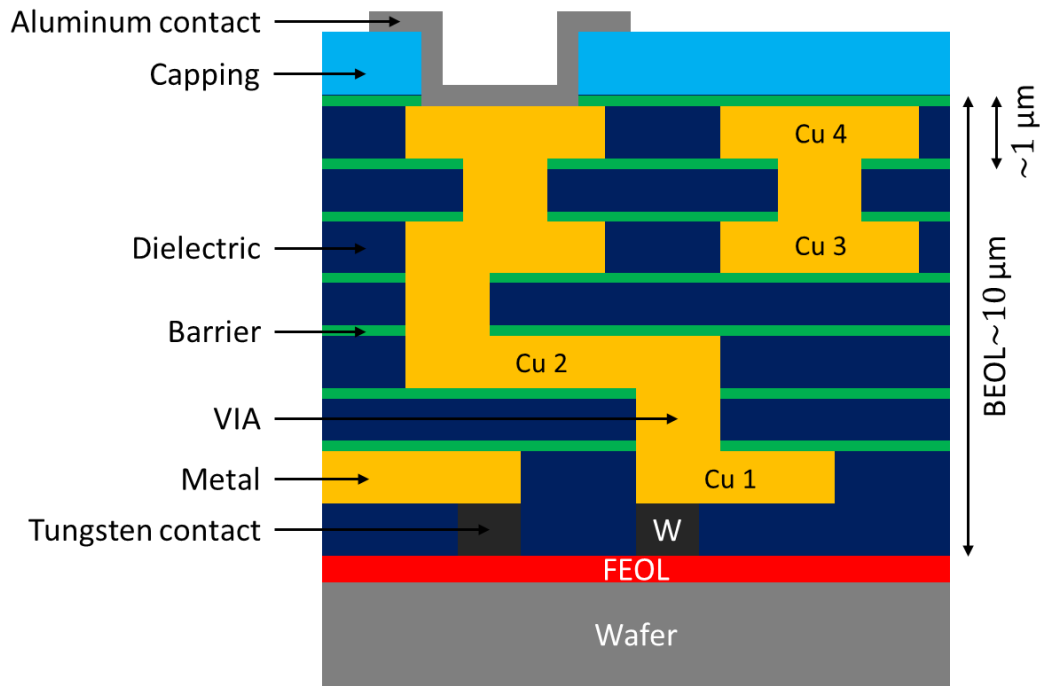 Aluminum contact
Capping
Cu 4
~1 µm
Dielectric
Cu 3
Barrier
BEOL~10 µm
Cu 2
VIA
Metal
Cu 1
Tungsten contact
W
FEOL
Wafer